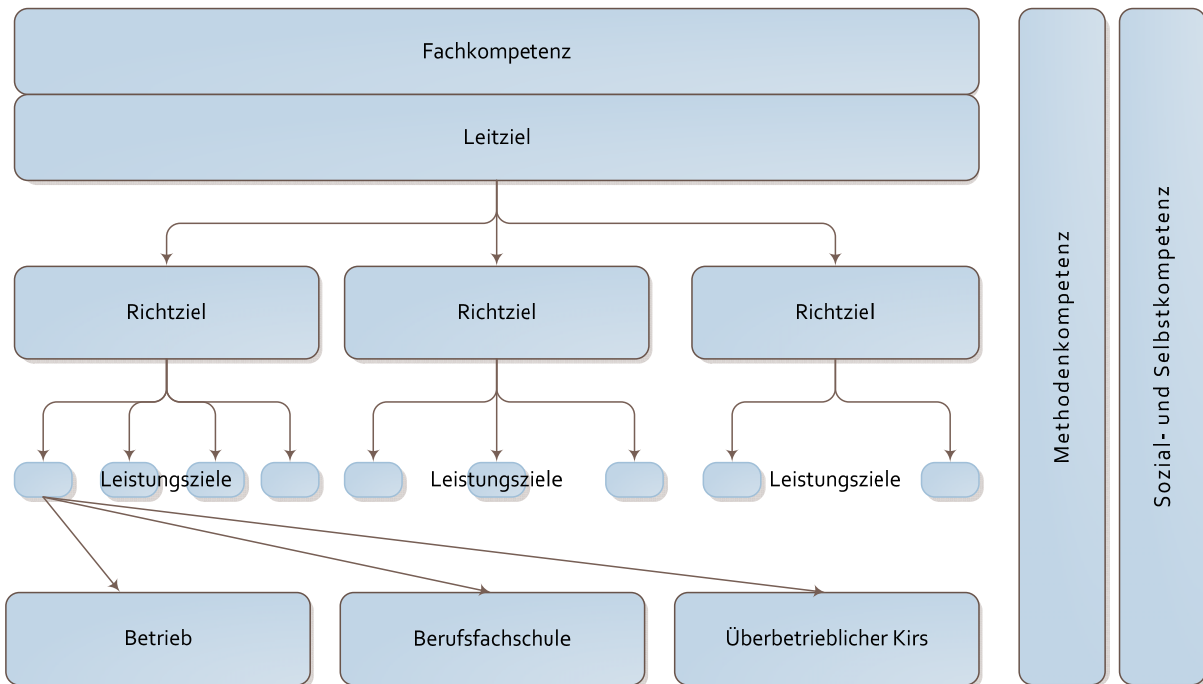 Fachkompetenz
Leitziel
Richtziel
Richtziel
Richtziel
Leistungsziele
Leistungsziele
Leistungsziele
Betrieb
Berufsfachschule
Überbetrieblicher Kirs
Methodenkompetenz
Sozial- und Selbstkompetenz